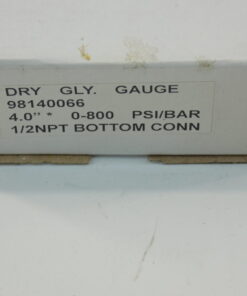 DRY GLY. GAUGE
98140066
4.0" * 0-800 PSI/BAR
1/2NPT BOTTOM CONN